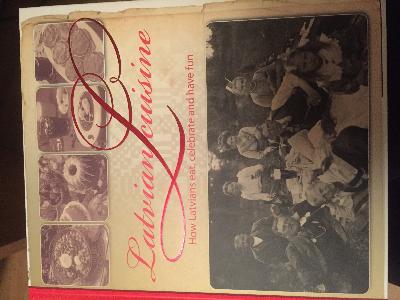 Latvian Cuisine
How Latvians eat, celebrate and have fun